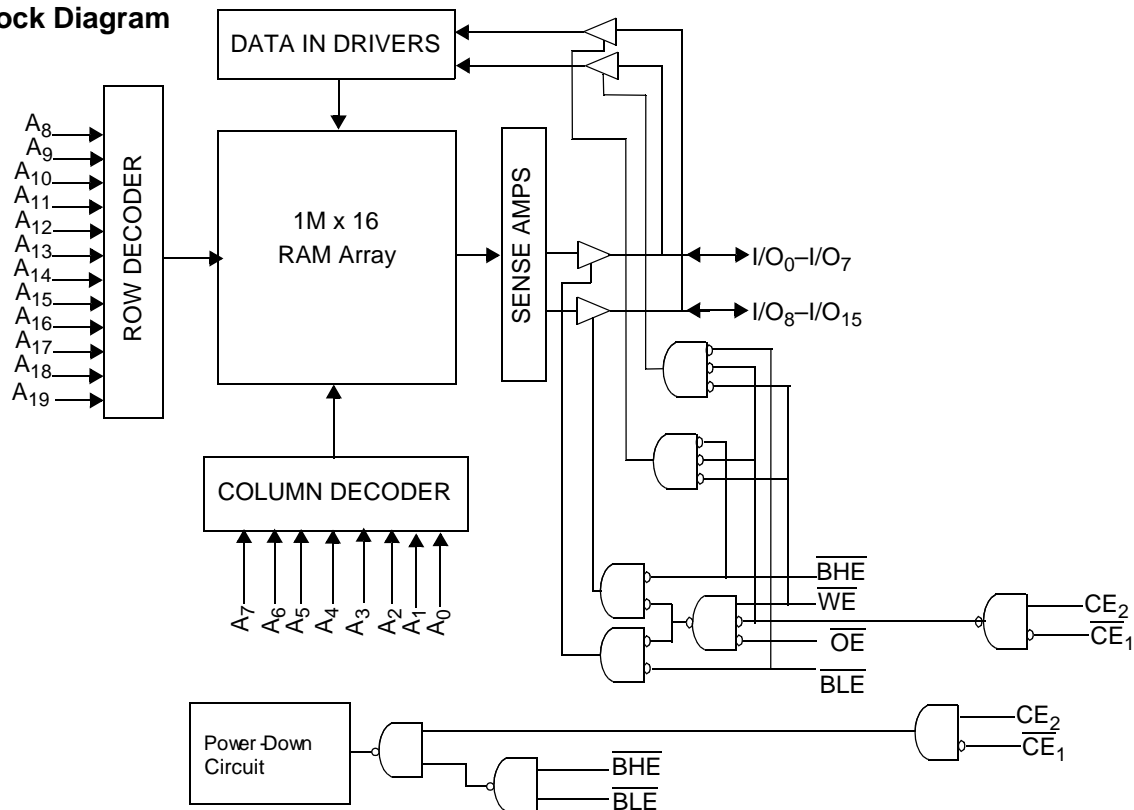 ock Diagram
DATA IN DRIVERS
A8
A9
A10
A11
A12
A13
A14
A15
A16
A17
A18
A19
ROW DECODER
1M x 16
RAM Array
SENSE AMPS
I/O0–I/O7
I/O8–I/O15
COLUMN DECODER
A7
A6
A5
A4
A3
A2
A1
A0
BHE
WE
OE
BLE
CE2
CE1
Power-Down
Circuit
BHE
BLE
CE2
CE1